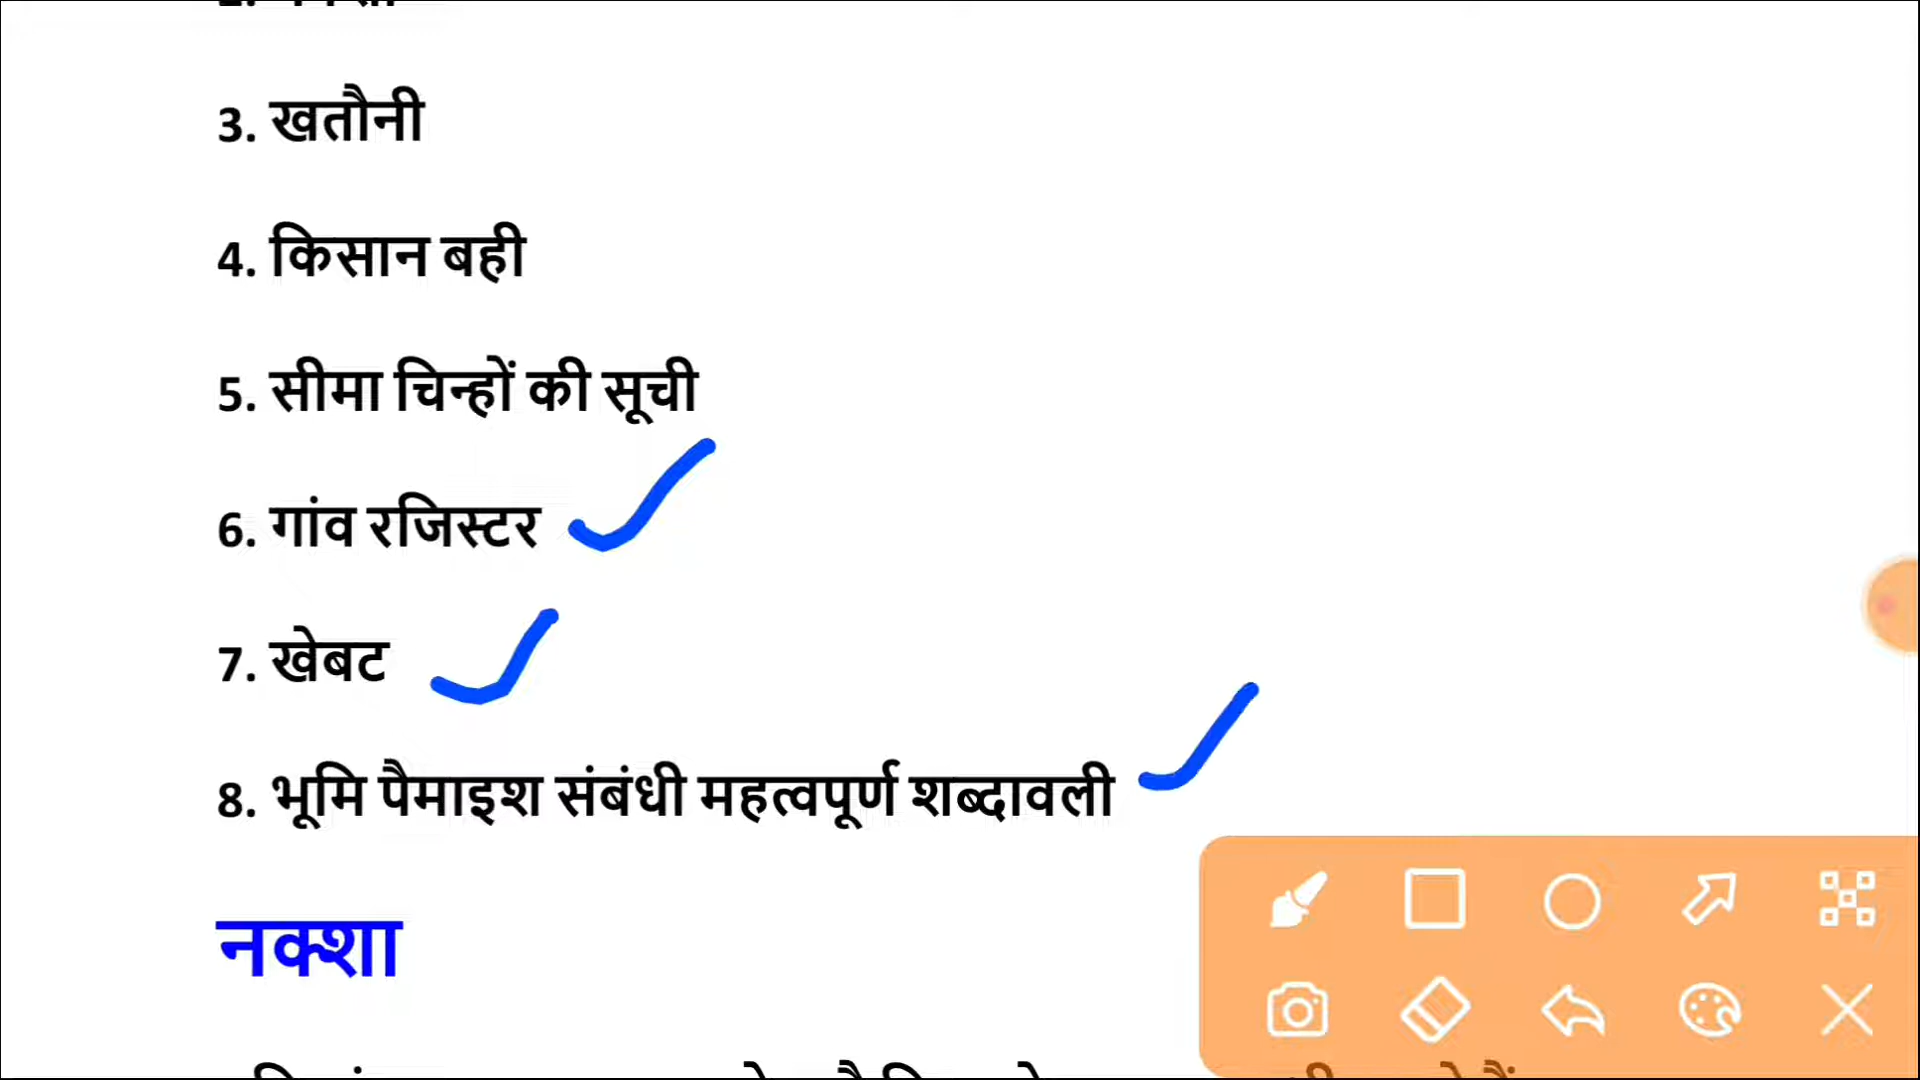 3. खतौनी
4. किसान बही
5. सीमा चिन्हों की सूची
6. गांव रजिस्टर
7. खेबट
8. भूमि पैमाइश संबंधी महत्वपूर्ण शब्दावली
नक्शा